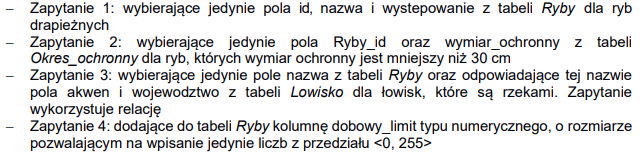 – Zapytanie 1: wybierające jedynie pola id, nazwa i wystepowanie z tabeli Ryby dla ryb
drapieżnych
– Zapytanie 2: wybierające jedynie pola Ryby_id oraz wymiar_ochronny z tabeli
Okres_ochronny dla ryb, których wymiar ochronny jest mniejszy niż 30 cm
– Zapytanie 3: wybierające jedynie pole nazwa z tabeli Ryby oraz odpowiadające tej nazwie
pola akwen i wojewodztwo z tabeli Lowisko dla łowisk, które są rzekami. Zapytanie
wykorzystuje relację
– Zapytanie 4: dodające do tabeli Ryby kolumnę dobowy_limit typu numerycznego, o rozmiarze
pozwalającym na wpisanie jedynie liczb z przedziału <0, 255>